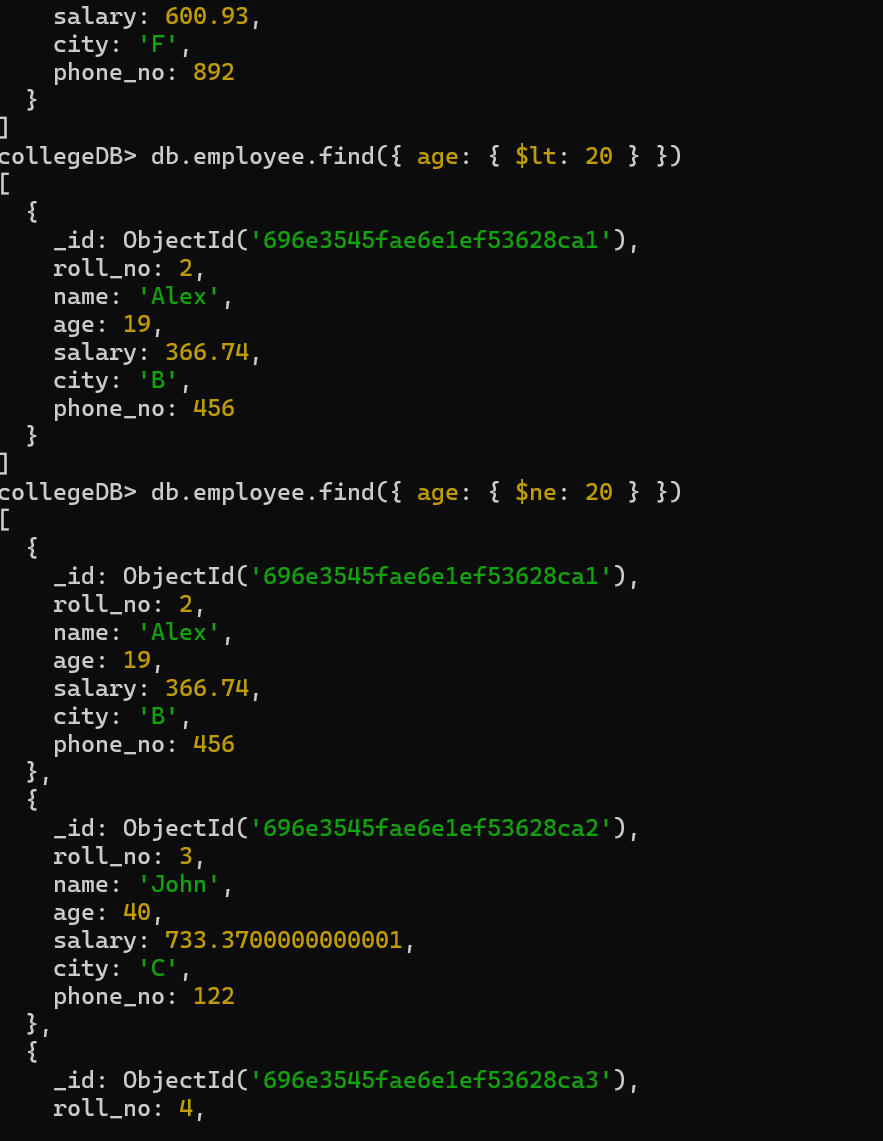 salary: 600.93,
city: 'F',
phone_no: 892
}
]
collegeDB> db.employee.find({ age: { $lt: 20 } })
[
{
_id: ObjectId('696e3545fae6e1ef53628ca1'),
roll_no: 2,
name: 'Alex',
age: 19,
salary: 366.74,
city: 'B',
phone_no: 456
}
]
collegeDB> db.employee.find({ age: { $ne: 20 } })
[
{
_id: ObjectId('696e3545fae6e1ef53628ca1'),
roll_no: 2,
name: 'Alex',
age: 19,
salary: 366.74,
city: 'B',
phone_no: 456
},
{
_id: ObjectId('696e3545fae6e1ef53628ca2'),
roll_no: 3,
name: 'John',
age: 40,
salary: 733.3700000000001,
city: 'C',
phone_no: 122
},
{
_id: ObjectId('696e3545fae6e1ef53628ca3'),
roll_no: 4,